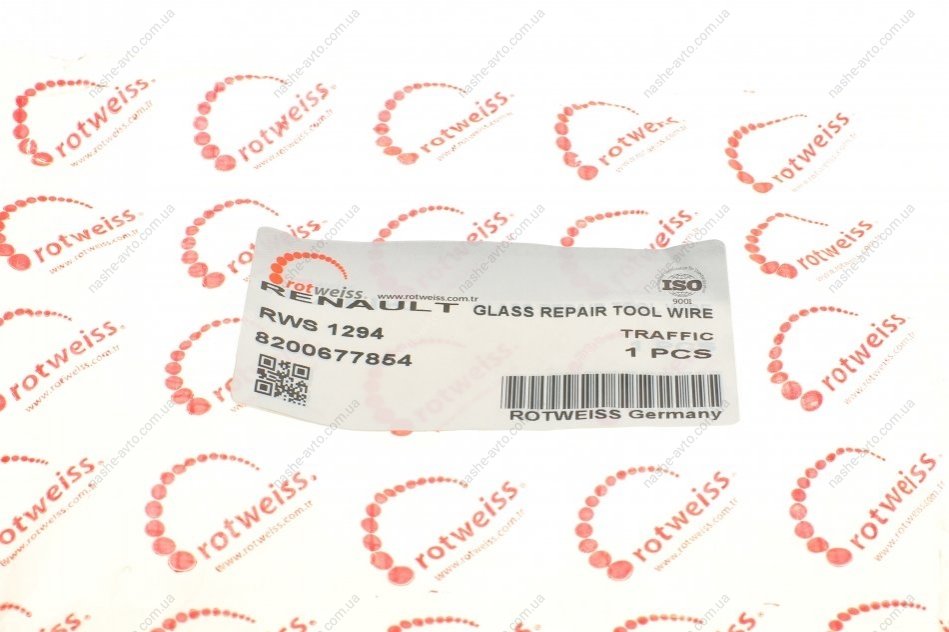 rotweiss.
www.rotweiss.com.tr
ISO
9001
RENAULT
GLASS REPAIR TOOL WIRE
RWS 1294
TRAFFIC
8200677854
1 PCS
ROTWEISS Germany
rotweiss
www.rotweiss.com.tr
nashe-avto.com.ua